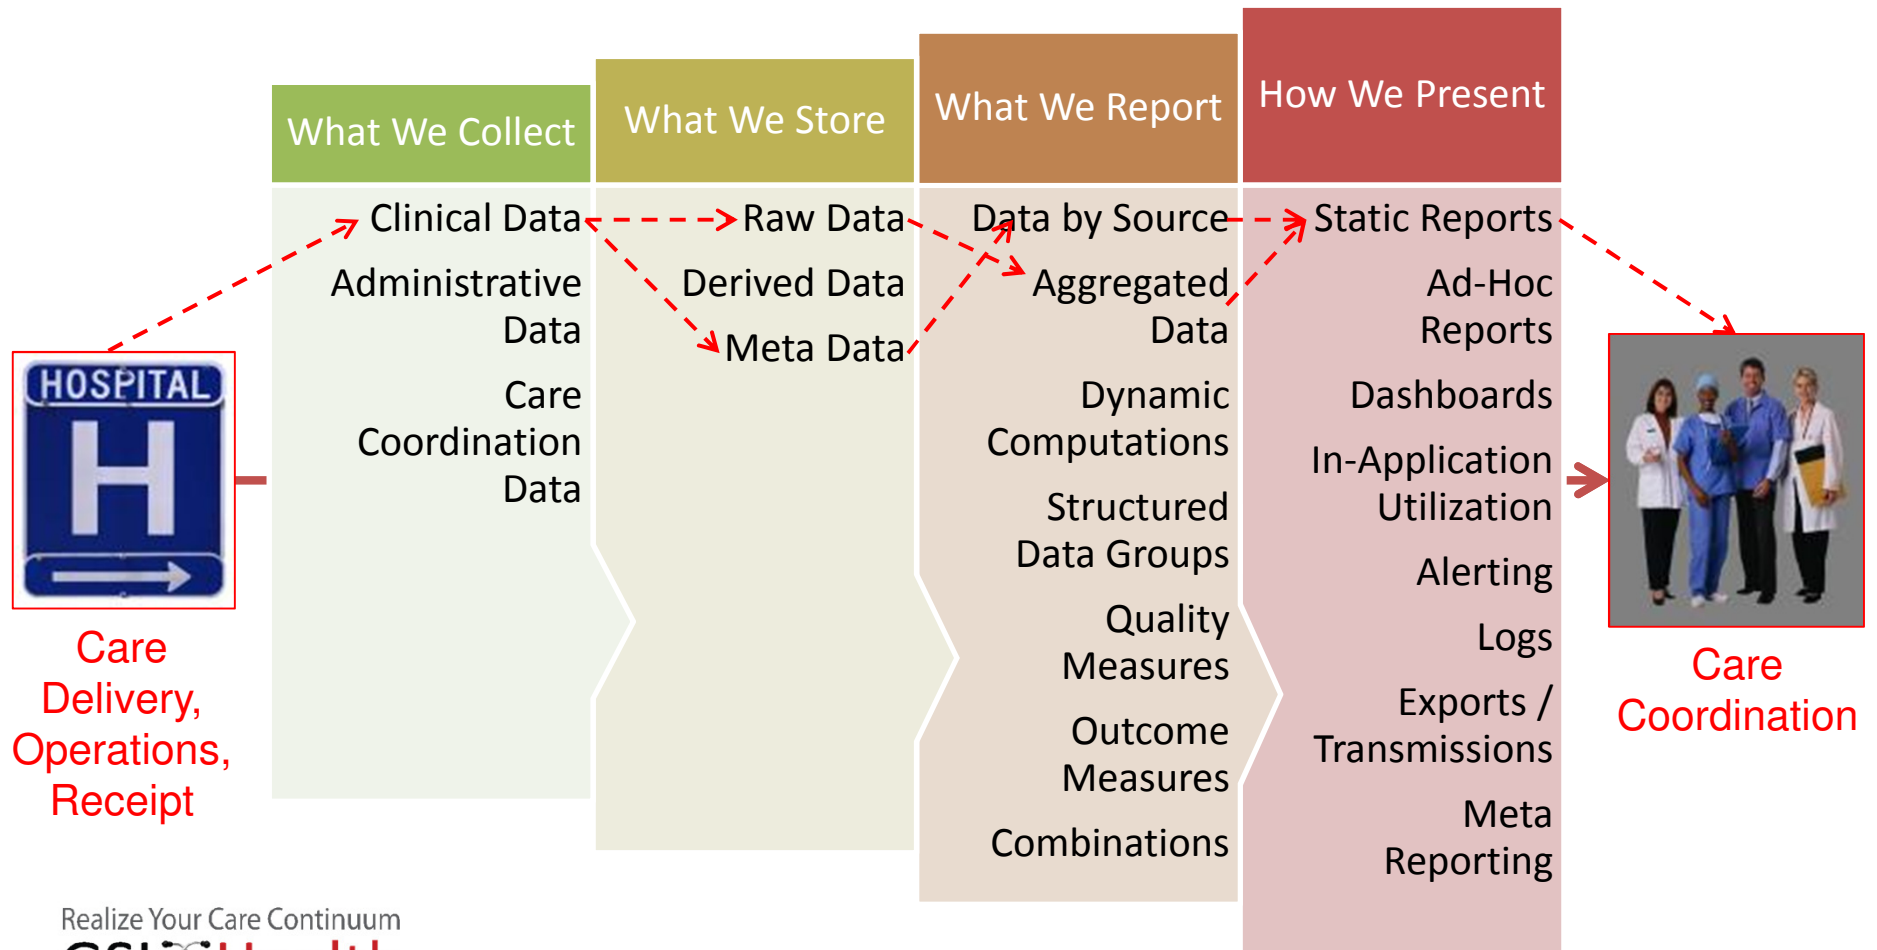 What We Collect
What We Store
What We Report
How We Present
Clinical Data
Administrative
Data
Care
Coordination
Data
Raw Data
Derived Data
Meta Data
Data by Source
Aggregated
Data
Dynamic
Computations
Structured
Data Groups
Quality
Measures
Outcome
Measures
Combinations
Static Reports
Ad-Hoc
Reports
Dashboards
In-Application
Utilization
Alerting
Logs
Exports /
Transmissions
Meta
Reporting
HOSPITAL
H
Care
Delivery,
Operations,
Receipt
Care
Coordination
Realize Your Care Continuum